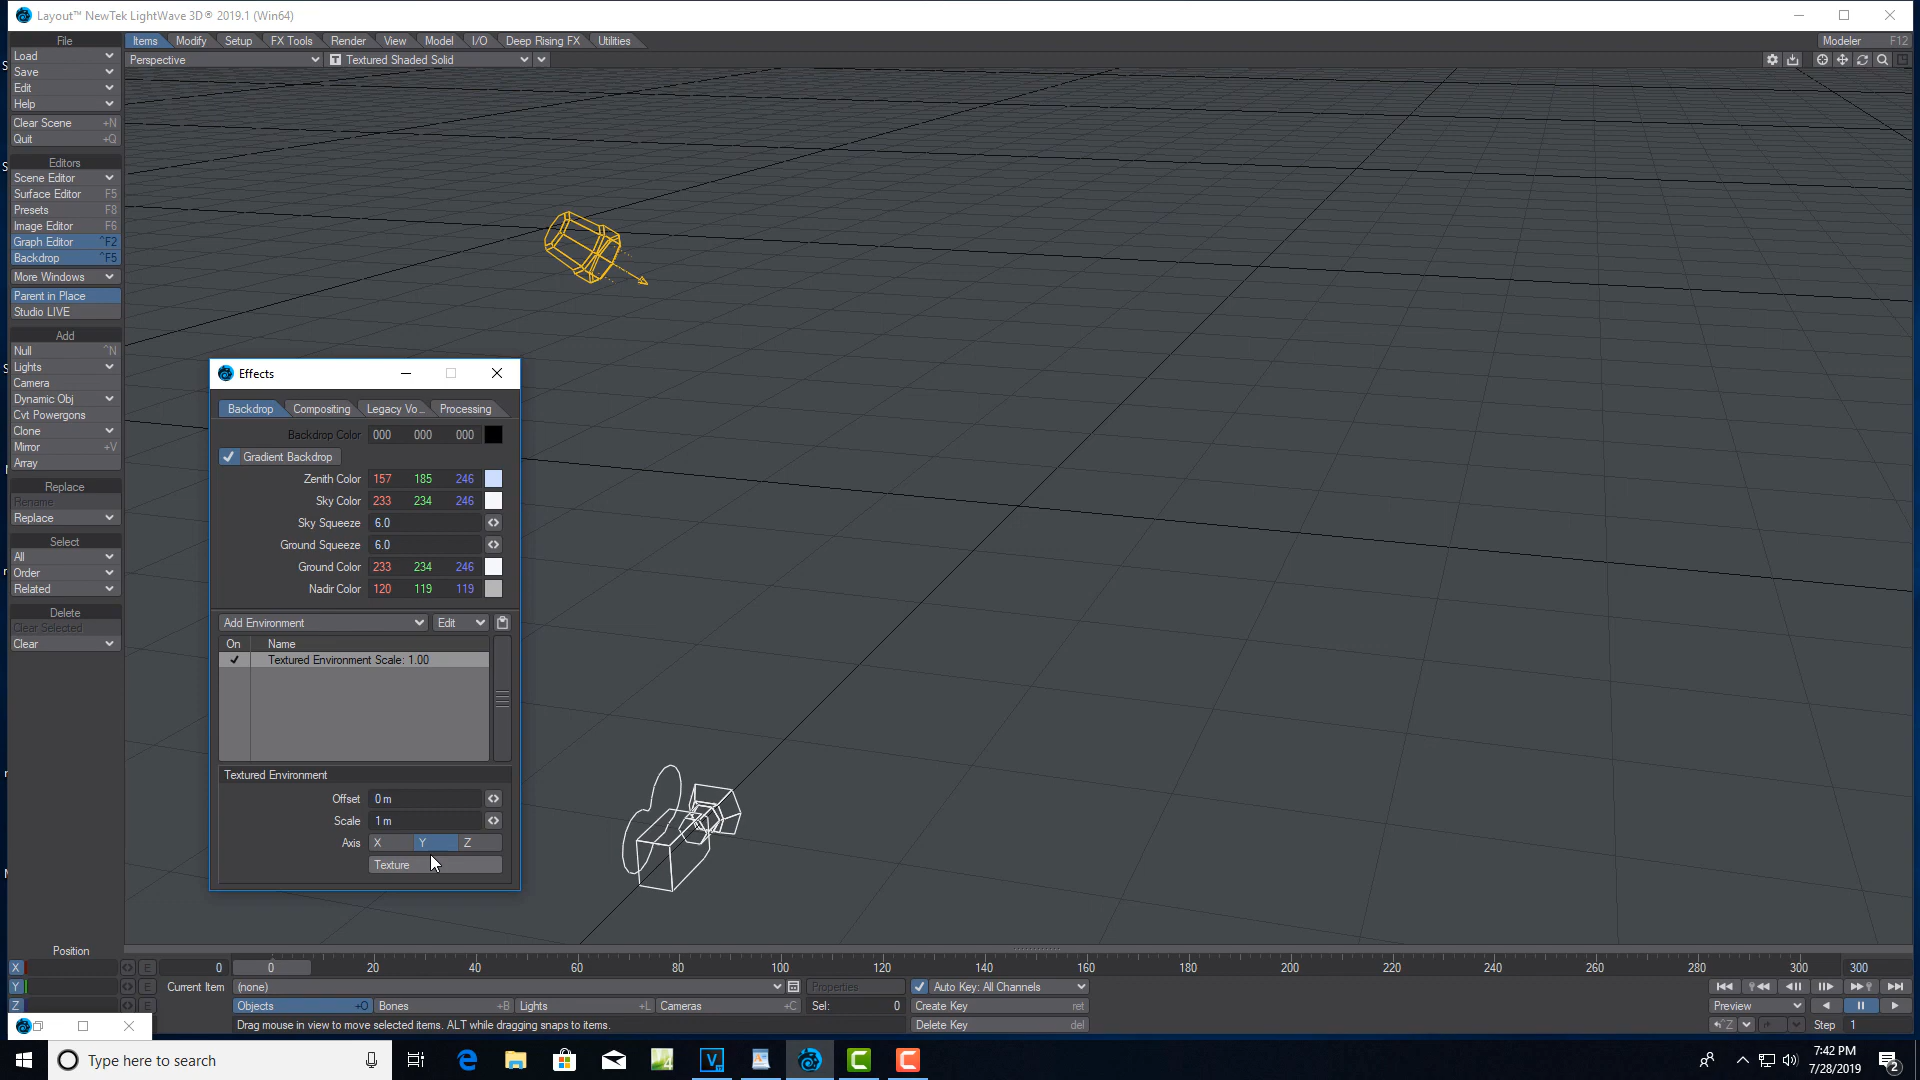 Layout™ NewTek LightWave 3D® 2019.1 (Win64)
File
Items Modify Setup FX Tools Render View Model I/O Deep Rising FX Utilities
Modeler F12
Load
Perspective Textured Shaded Solid
Save
Edit
Help
Clear Scene +N
Quit +Q
Editors
Scene Editor
Surface Editor F5
Presets F8
Image Editor F6
Graph Editor ^F2
Backdrop ^F5
More Windows
Parent in Place
Studio LIVE
Add
Null ^N
Lights
Camera
Dynamic Obj
Cvt Powergons
Clone
Mirror +V
Array
Replace
Rename
Replace
Select
All
Order
Related
Delete
Clear Selected
Clear
Effects
Backdrop Compositing Legacy Vo... Processing
Backdrop Color 000 000 000
Gradient Backdrop
Zenith Color 157 185 246
Sky Color 233 234 246
Sky Squeeze 6.0
Ground Squeeze 6.0
Ground Color 233 234 246
Nadir Color 120 119 119
Add Environment Edit
On Name
Textured Environment Scale: 1.00
Textured Environment
Offset 0 m
Scale 1 m
Axis X Y Z
Texture
Position
X E 0 0 20 40 60 80 100 120 140 160 180 200 220 240 260 280 300 300
Y E Current Item (none) Properties Auto Key: All Channels
Z E Objects +O Bones +B Lights +L Cameras +C Sel: 0 Create Key ret Preview
Drag mouse in view to move selected items. ALT while dragging snaps to items. Delete Key del ^Z Step 1
Type here to search
7:42 PM
7/28/2019
2